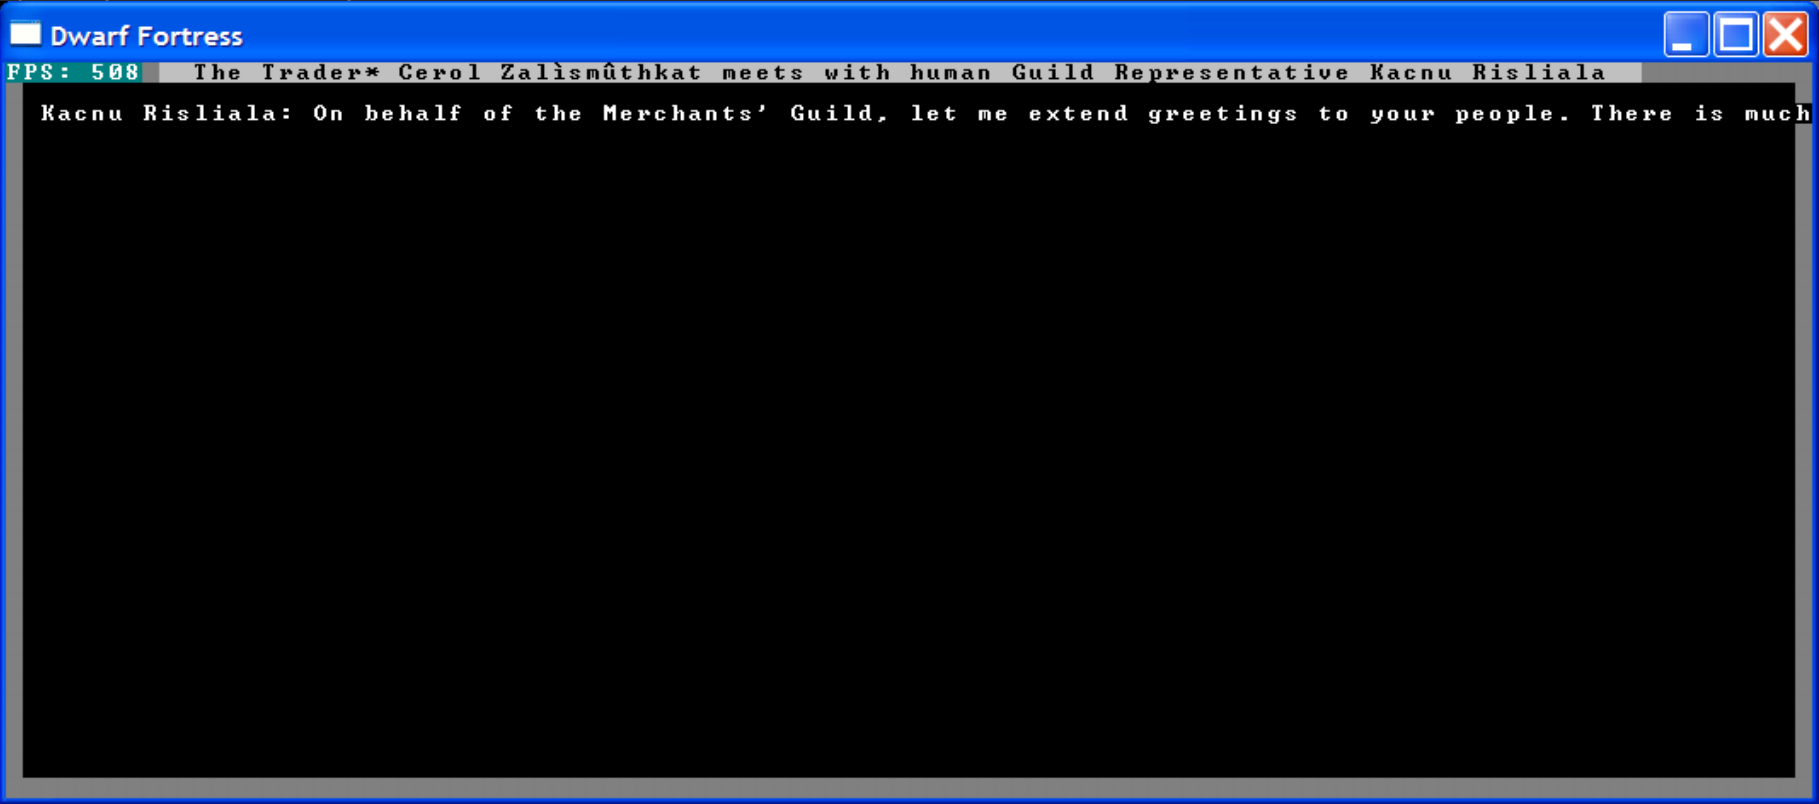 Dwarf Fortress
FPS: 508 The Trader* Cerol Zalìsmûthkat meets with human Guild Representative Kacnu Risliala
Kacnu Risliala: On behalf of the Merchants' Guild, let me extend greetings to your people. There is much